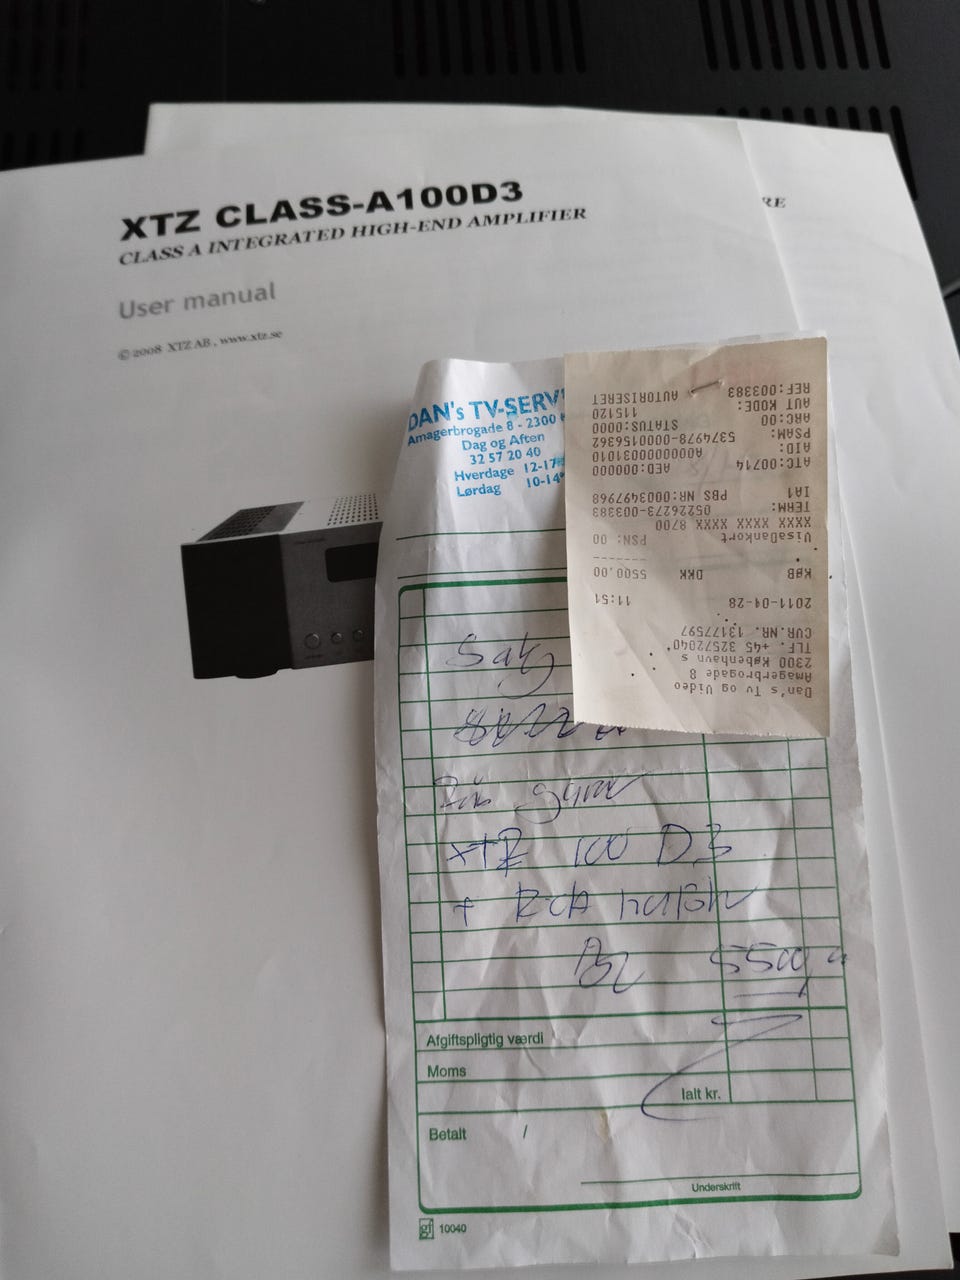 XTZ CLASS-A100D3
CLASS A INTEGRATED HIGH-END AMPLIFIER
User manual
© 2008 XTZ AB, www.xtz.se
RE
DAN's TV-SERV
Amagerbrogade 8 - 2300
Dag og Aften
32 57 20 40
Hverdage 12-17
Lørdag 10-14
Dan's Tv og Video
Amagerbrogade 8
2300 København s
TLF. +45 32572040
CVR.NR. 13177597
2011-04-28 11:51
KØB DKK 5500,00
VisaDankort PSN: 00
XXXX XXXX XXXX 8700
TERM: 05226273-003383
IA1 PBS NR:0003497968
ATC:00714 AED:000000
AID: A0000000031010
PSAM: 5374978-0000156362
ARC:00 STATUS:0000
AUT KODE: 115120
REF:003383 AUTORISERET
XTZ 100 D3
+ RCA
5500
Afgiftspligtig værdi
Moms
Ialt kr.
Betalt /
Underskrift
gf 10040